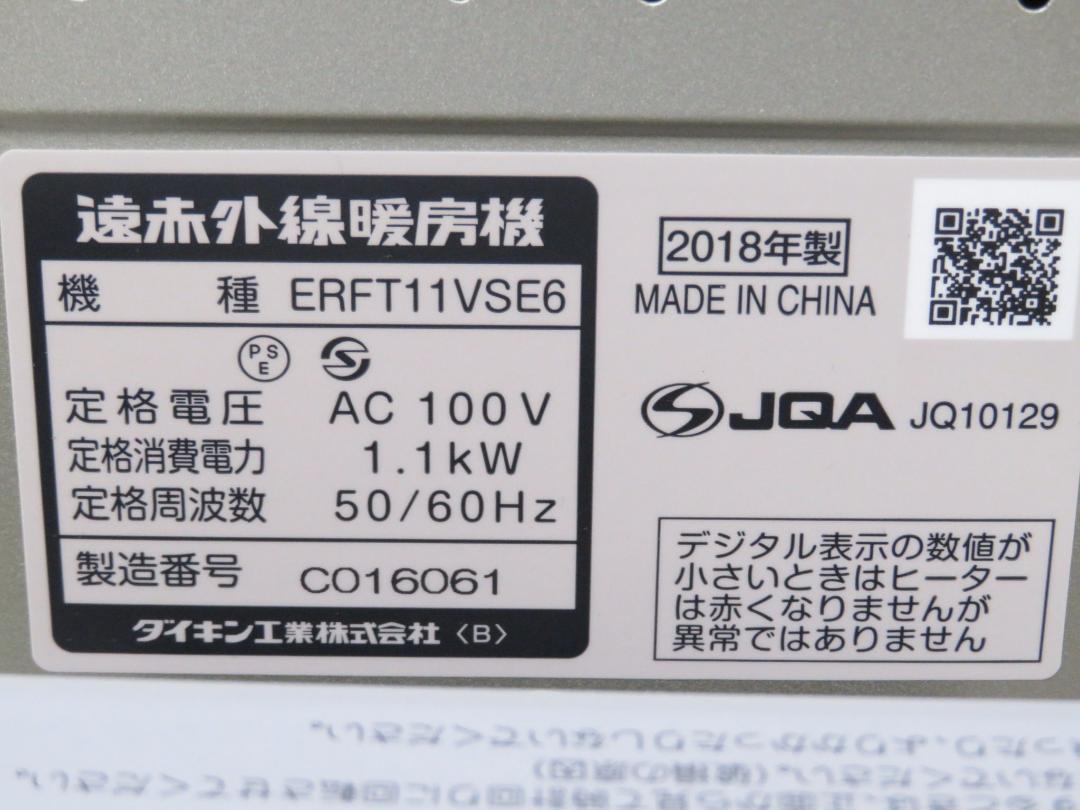 遠赤外線暖房機
機 種 ERFT11VSE6
PSE
定格電圧 AC 100V
定格消費電力 1.1kW
定格周波数 50/60Hz
製造番号 C016061
ダイキン工業株式会社 〈B〉
2018年製
MADE IN CHINA
JQA JQ10129
デジタル表示の数値が
小さいときはヒーター
は赤くなりませんが
異常ではありません